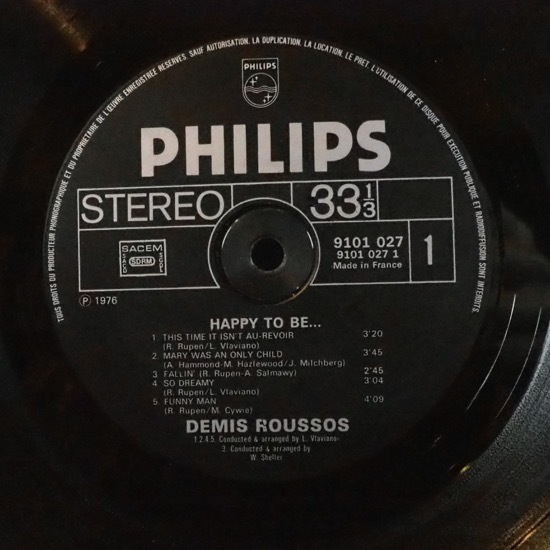 TOUS DROITS DU PRODUCTEUR PHONOGRAPHIQUE ET DU PROPRIETAIRE DE L'ŒUVRE ENREGISTREE RESERVES. SAUF AUTORISATION, LA DUPLICATION, LA LOCATION, LE PRET, L'UTILISATION DE CE DISQUE POUR EXECUTION PUBLIQUE ET RADIODIFFUSION SONT INTERDITS.
PHILIPS
PHILIPS
STEREO 33 1/3
SACEM
SACD
SDRM
SGDL
9101 027
9101 027 1
Made in France
1
Ⓟ 1976
HAPPY TO BE...
1. THIS TIME IT ISN'T AU-REVOIR 3'20
(R. Rupen/L. Vlaviano)
2. MARY WAS AN ONLY CHILD 3'45
(A. Hammond-M. Hazlewood/J. Milchberg)
3. FALLIN' (R. Rupen-A. Salmawy) 2'45
4. SO DREAMY 3'04
(R. Rupen/L. Vlaviano)
5. FUNNY MAN 4'09
(R. Rupen/M. Cywie)
DEMIS ROUSSOS
1.2.4.5. Conducted & arranged by L. Vlaviano
3. Conducted & arranged by
W. Sheller